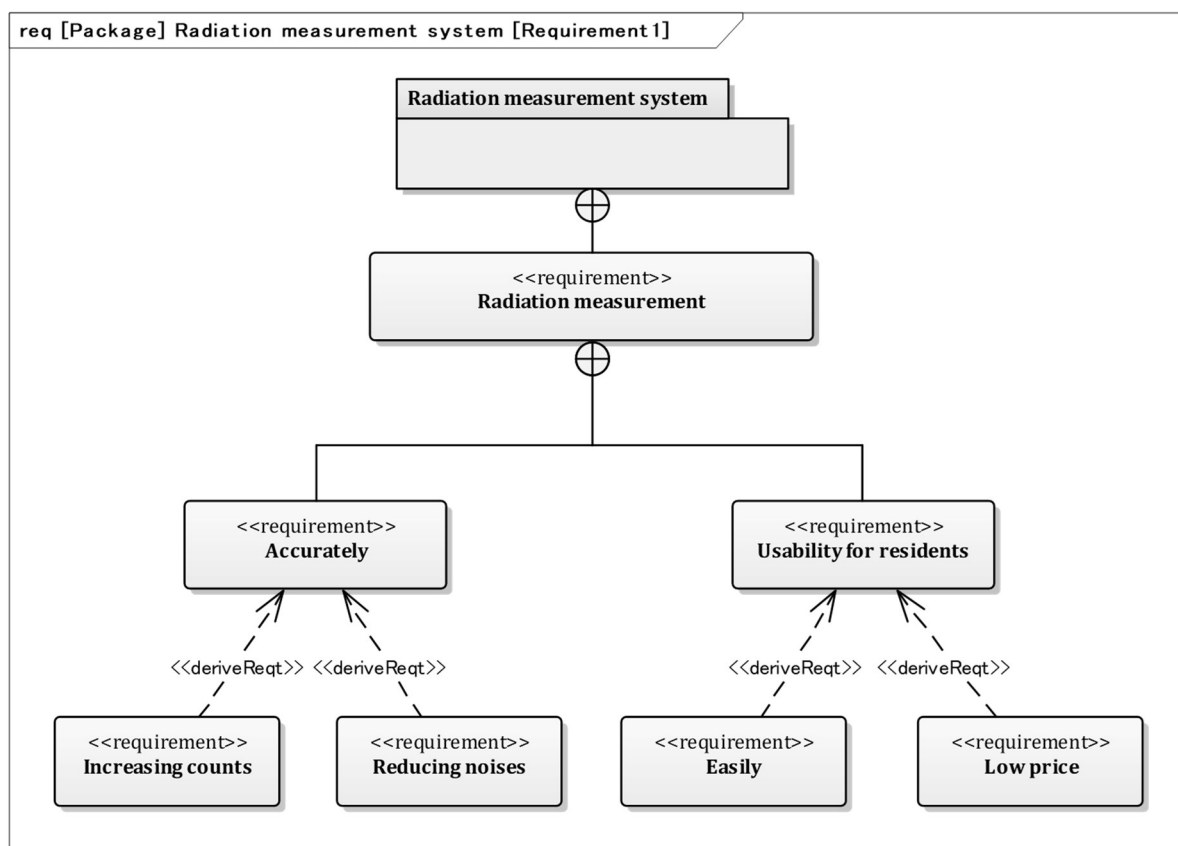 req [Package] Radiation measurement system [Requirement1]
Radiation measurement system
<<requirement>>
Radiation measurement
<<requirement>>
Accurately
<<requirement>>
Usability for residents
<<deriveReqt>>
<<deriveReqt>>
<<deriveReqt>>
<<deriveReqt>>
<<requirement>>
Increasing counts
<<requirement>>
Reducing noises
<<requirement>>
Easily
<<requirement>>
Low price